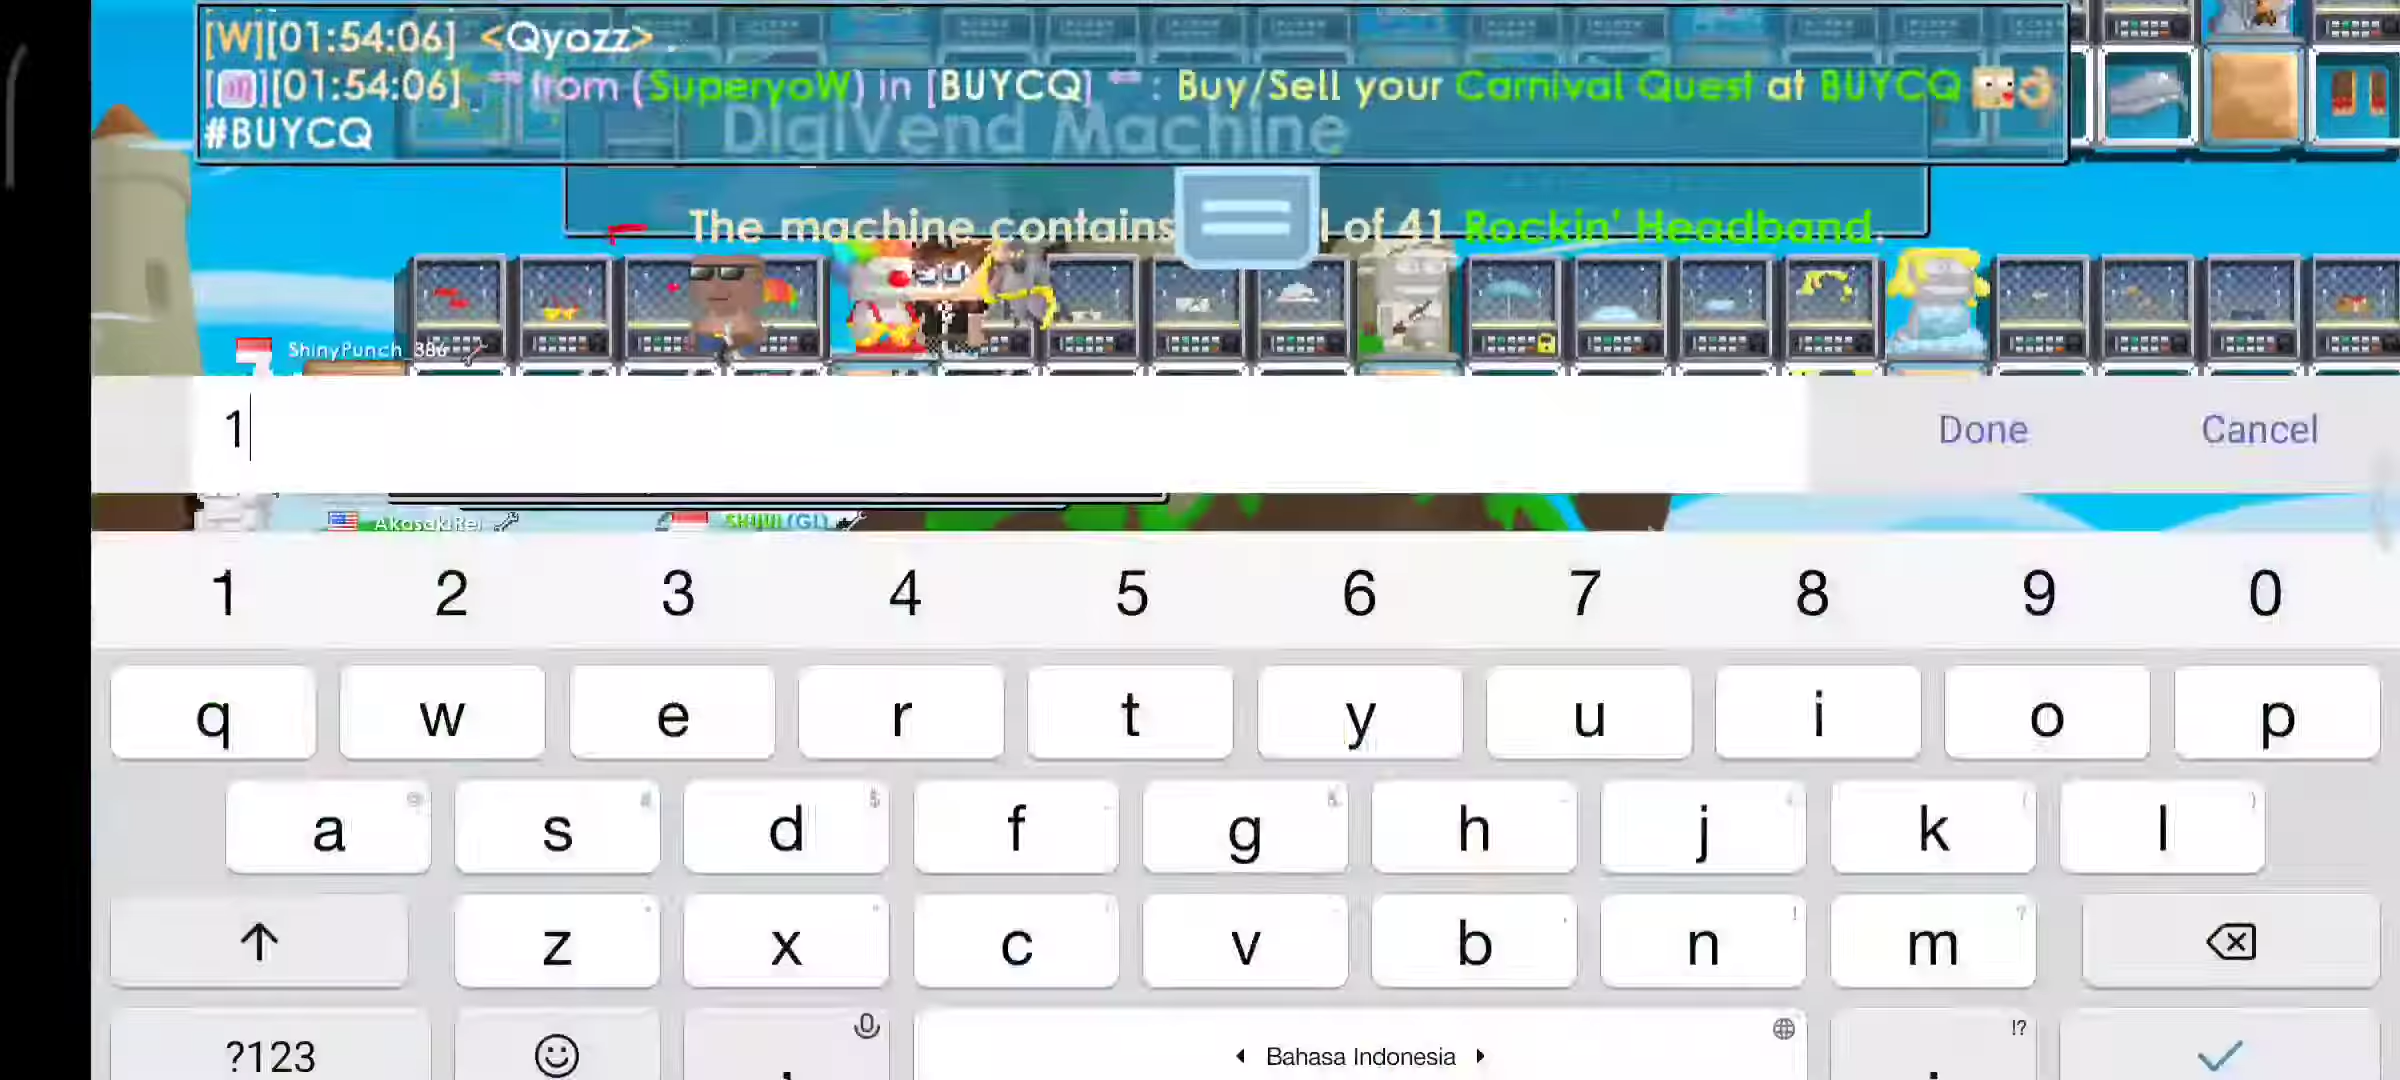 [W][01:54:06] <Qyozz> .
[01:54:06] from (SuperyoW) in [BUYCQ] : Buy/Sell your Carnival Quest at BUYCQ
#BUYCQ
DigiVend Machine
The machine contains l of 41 Rockin' Headband.
ShinyPunch_386
1
Done
Cancel
AkasakiRei
1 2 3 4 5 6 7 8 9 0
q w e r t y u i o p
a s d f g h j k l
z x c v b n m
?123 , Bahasa Indonesia . !?